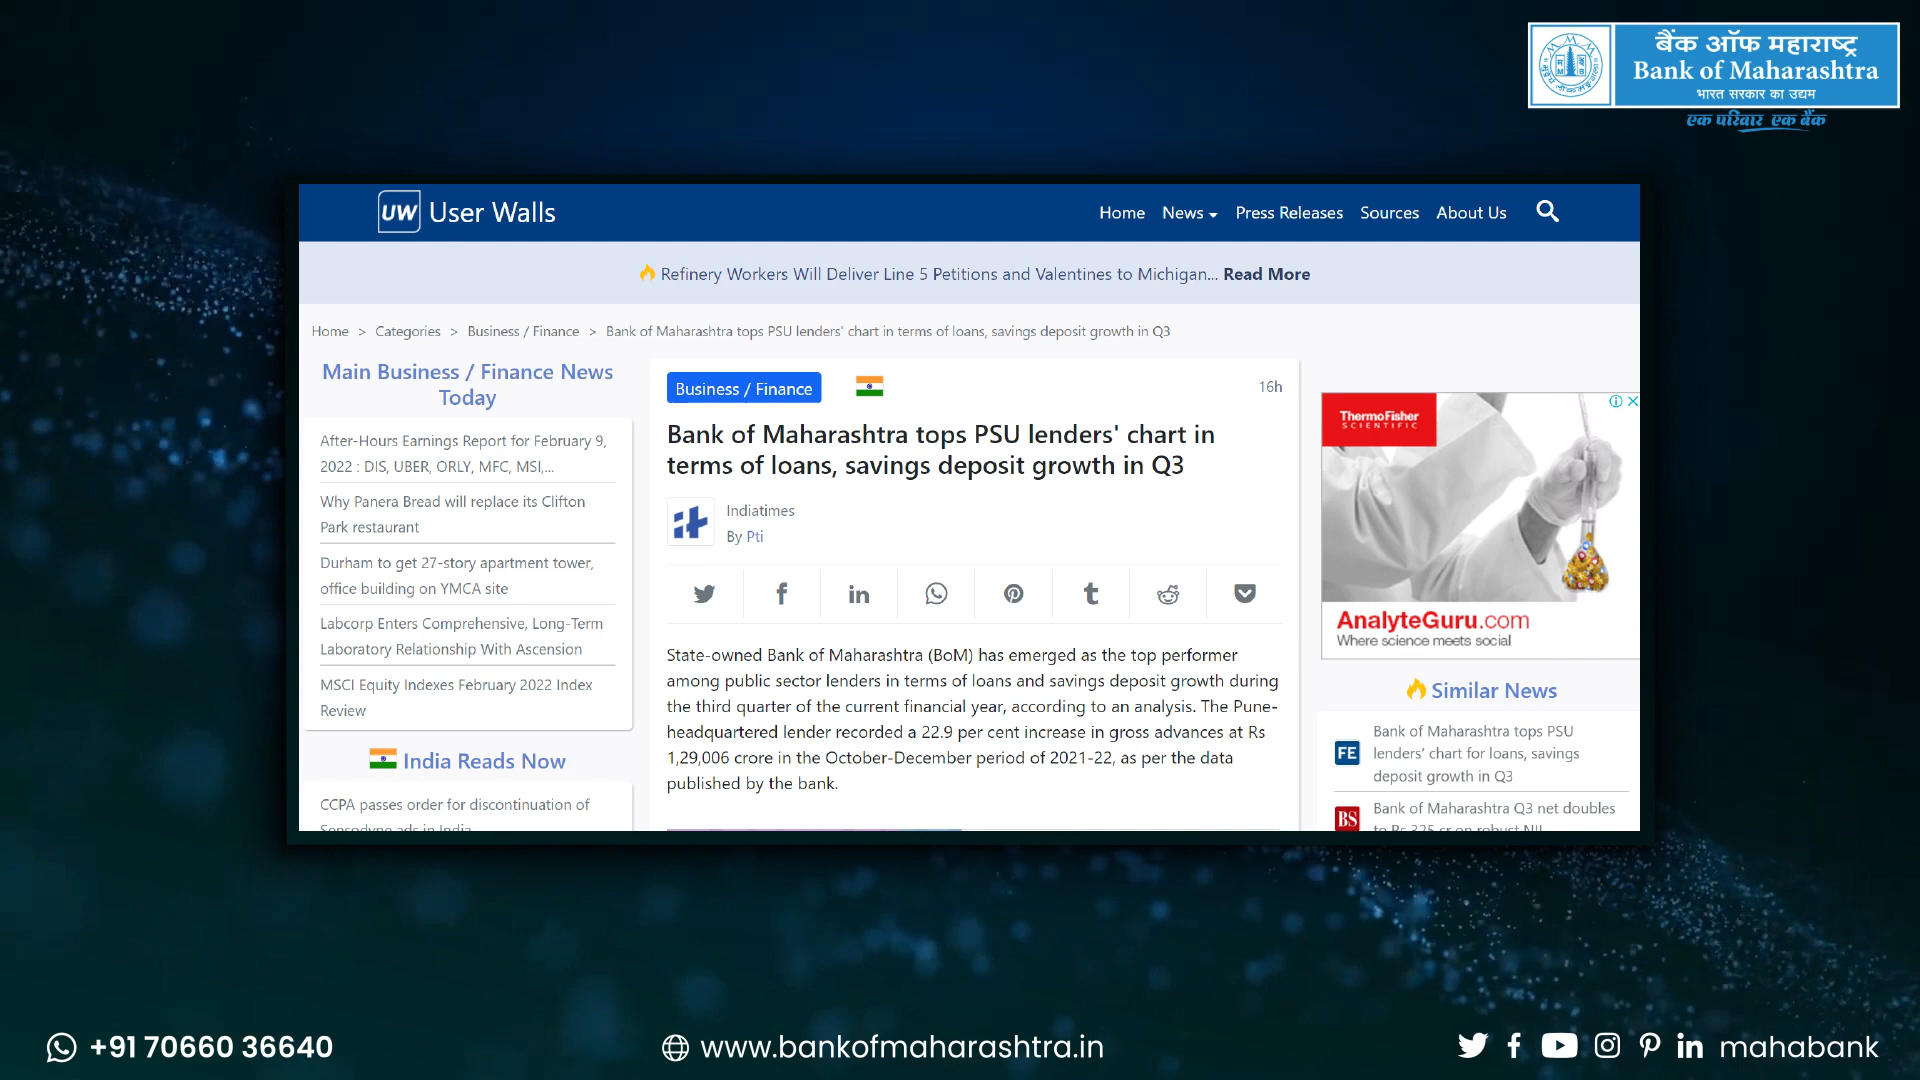 बैंक ऑफ महाराष्ट्र
Bank of Maharashtra
भारत सरकार का उद्यम
एक परिवार एक बैंक
UW User Walls
Home News Press Releases Sources About Us
Refinery Workers Will Deliver Line 5 Petitions and Valentines to Michigan... Read More
Home > Categories > Business / Finance > Bank of Maharashtra tops PSU lenders' chart in terms of loans, savings deposit growth in Q3
Main Business / Finance News
Today
After-Hours Earnings Report for February 9,
2022 : DIS, UBER, ORLY, MFC, MSI,...
Why Panera Bread will replace its Clifton
Park restaurant
Durham to get 27-story apartment tower,
office building on YMCA site
Labcorp Enters Comprehensive, Long-Term
Laboratory Relationship With Ascension
MSCI Equity Indexes February 2022 Index
Review
India Reads Now
CCPA passes order for discontinuation of
Sensodyne ads in India
Business / Finance
16h
Bank of Maharashtra tops PSU lenders' chart in
terms of loans, savings deposit growth in Q3
Indiatimes
By Pti
State-owned Bank of Maharashtra (BoM) has emerged as the top performer
among public sector lenders in terms of loans and savings deposit growth during
the third quarter of the current financial year, according to an analysis. The Pune-
headquartered lender recorded a 22.9 per cent increase in gross advances at Rs
1,29,006 crore in the October-December period of 2021-22, as per the data
published by the bank.
ThermoFisher
SCIENTIFIC
AnalyteGuru.com
Where science meets social
Similar News
FE
Bank of Maharashtra tops PSU
lenders' chart for loans, savings
deposit growth in Q3
BS
Bank of Maharashtra Q3 net doubles
to Rs 325 cr on robust NII
+91 70660 36640
www.bankofmaharashtra.in
mahabank